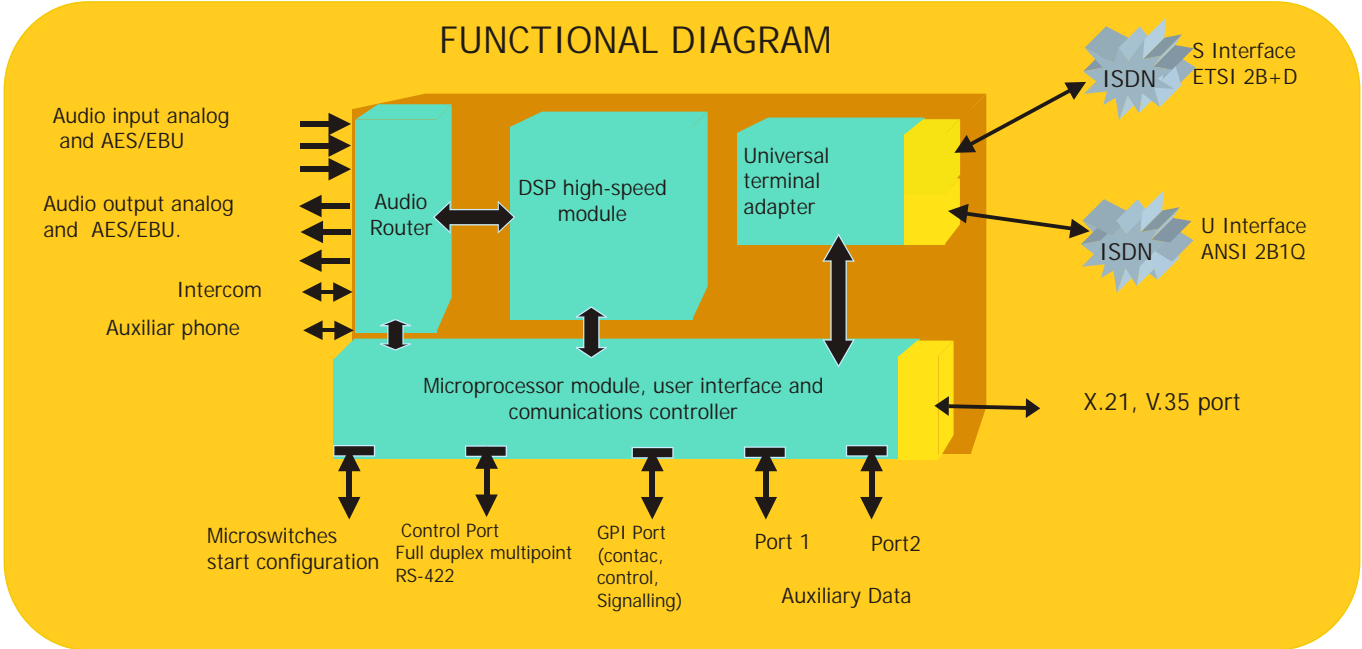 FUNCTIONAL DIAGRAM
Audio input analog
and AES/EBU
Audio output analog
and AES/EBU.
Intercom
Auxiliar phone
Audio
Router
DSP high-speed
module
Universal
terminal
adapter
ISDN
S Interface
ETSI 2B+D
ISDN
U Interface
ANSI 2B1Q
Microprocessor module, user interface and
comunications controller
X.21, V.35 port
Microswitches
start configuration
Control Port
Full duplex multipoint
RS-422
GPI Port
(contac,
control,
Signalling)
Port 1
Port2
Auxiliary Data